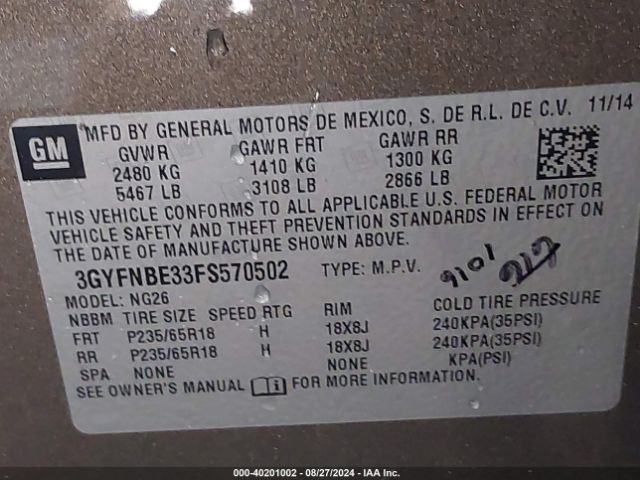 GM
MFD BY GENERAL MOTORS DE MEXICO, S. DE R.L. DE C.V. 11/14
GVWR GAWR FRT GAWR RR
2480 KG 1410 KG 1300 KG
5467 LB 3108 LB 2866 LB
THIS VEHICLE CONFORMS TO ALL APPLICABLE U.S. FEDERAL MOTOR
VEHICLE SAFETY AND THEFT PREVENTION STANDARDS IN EFFECT ON
THE DATE OF MANUFACTURE SHOWN ABOVE.
3GYFNBE33FS570502 TYPE: M.P.V. 9101 212
MODEL: NG26
NBBM TIRE SIZE SPEED RTG RIM COLD TIRE PRESSURE
FRT P235/65R18 H 18X8J 240KPA(35PSI)
RR P235/65R18 H 18X8J 240KPA(35PSI)
SPA NONE NONE KPA(PSI)
SEE OWNER'S MANUAL i FOR MORE INFORMATION.
000-40201002 - 08/27/2024 - IAA Inc.